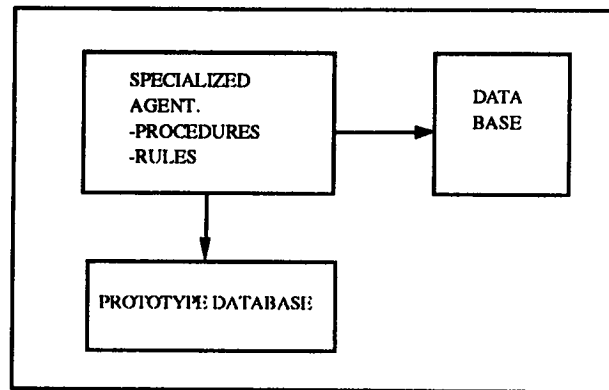 SPECIALIZED
AGENT.
-PROCEDURES
-RULES
DATA
BASE
PROTOTYPE DATABASE